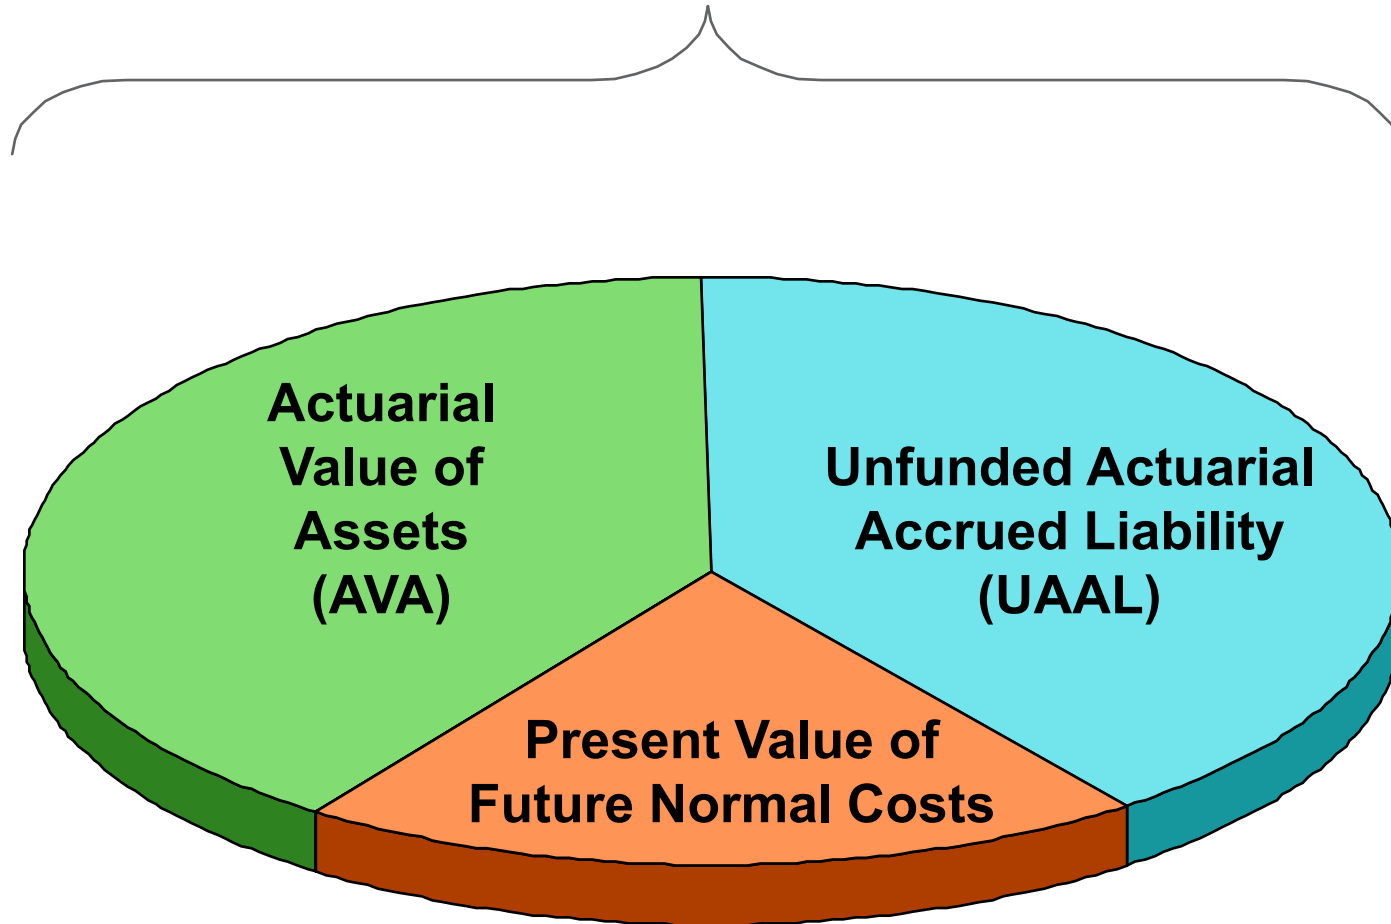 Actuarial
Value of
Assets
(AVA)
Unfunded Actuarial
Accrued Liability
(UAAL)
Present Value of
Future Normal Costs